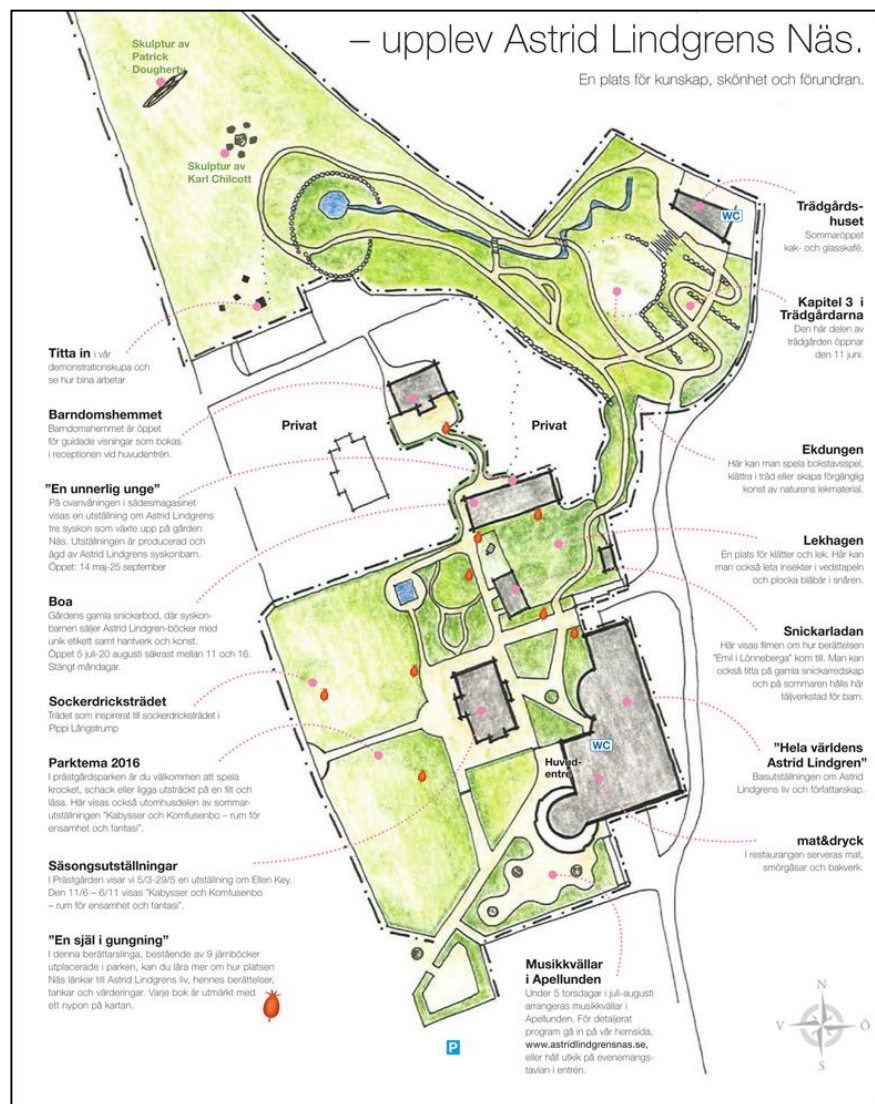 – upplev Astrid Lindgrens Näs.
En plats för kunskap, skönhet och förundran.
Skulptur av
Patrick
Dougherty
Skulptur av
Karl Chilcott
Titta in i vår
demonstrationskupa och
se hur bina arbetar
Barndomshemmet
Barndomshemmet är öppet
för guidade visningar som bokas
i receptionen vid huvudentrén.
"En unnerlig unge"
På ovanvåningen i sädesmagasinet
visas en utställning om Astrid Lindgrens
tre syskon som växte upp på gården
Näs. Utställningen är producerad och
ägd av Astrid Lindgrens syskonbarn.
Öppet: 14 maj-25 september
Boa
Gårdens gamla snickarbod, där syskon-
barnen säljer Astrid Lindgren-böcker med
unik etikett samt hantverk och konst.
Öppet 5 juli-20 augusti säkrast mellan 11 och 16.
Stängt måndagar.
Sockerdricksträdet
Trädet som inspirerat till sockerdricksträdet i
Pippi Långstrump
Parktema 2016
I prästgårdsparken är du välkommen att spela
krocket, schack eller ligga utsträckt på en filt och
läsa. Här visas också utomhusdelen av sommar-
utställningen "Kabysser och Komfusenbo – rum för
ensamhet och fantasi".
Säsongsutställningar
I Prästgården visar vi 5/3-29/5 en utställning om Ellen Key.
Den 11/6 – 6/11 visas "Kabysser och Komfusenbo
– rum för ensamhet och fantasi".
"En själ i gungning"
I denna berättarslinga, bestående av 9 järnböcker
utplacerade i parken, kan du lära mer om hur platsen
Näs länkar till Astrid Lindgrens liv, hennes berättelser,
tankar och värderingar. Varje bok är utmärkt med
ett nypon på kartan.
Privat
Privat
WC
WC
Huvud-
entré
P
Trädgårds-
huset
Sommaröppet
kak- och glasskafé.
Kapitel 3 i
Trädgårdarna
Den här delen av
trädgården öppnar
den 11 juni.
Ekdungen
Här kan man spela bokstavsspel,
klättra i träd eller skapa förgänglig
konst av naturens lekmaterial.
Lekhagen
En plats för klätter och lek. Här kan
man också leta insekter i vedstapeln
och plocka blåbär i snåren.
Snickarladan
Här visas filmen om hur berättelsen
"Emil i Lönneberga" kom till. Man kan
också titta på gamla snickarredskap
och på sommaren hålls här
täljverkstad för barn.
"Hela världens
Astrid Lindgren"
Basutställningen om Astrid
Lindgrens liv och författarskap.
mat&dryck
I restaurangen serveras mat,
smörgåsar och bakverk.
Musikkvällar
i Apellunden
Under 5 torsdagar i juli-augusti
arrangeras musikkvällar i
Apellunden. För detaljerat
program gå in på vår hemsida,
www.astridlindgrensnas.se,
eller håll utkik på evenemangs-
tavlan i entrén.
N
V
Ö
S